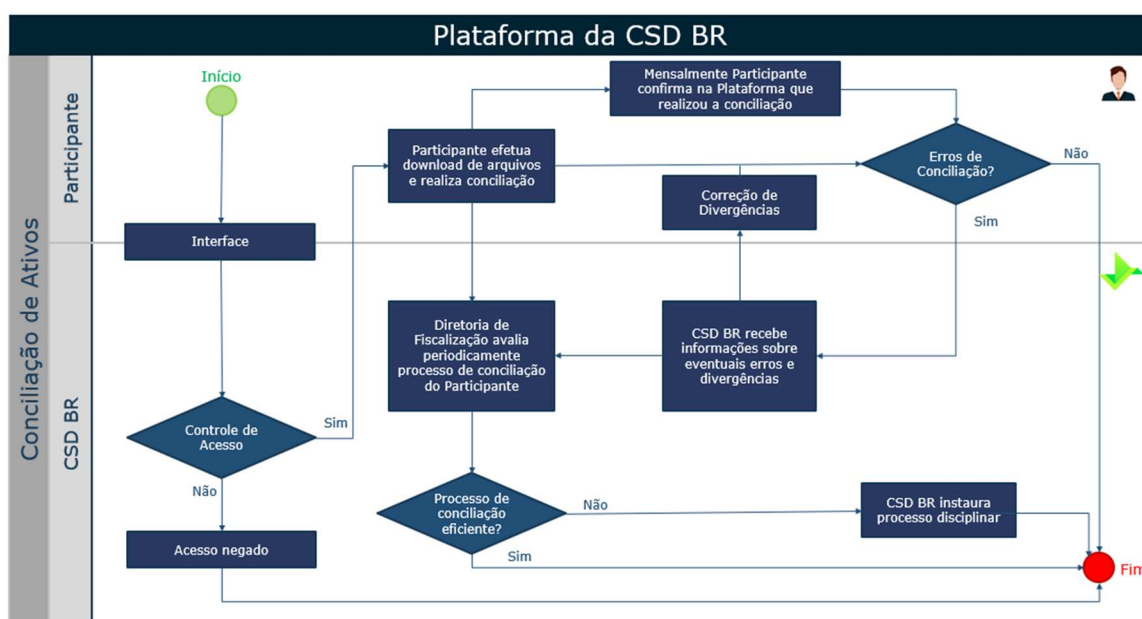 Plataforma da CSD BR
Conciliação de Ativos
Participante
CSD BR
Início
Mensalmente Participante
confirma na Plataforma que
realizou a conciliação
Participante efetua
download de arquivos
e realiza conciliação
Erros de
Conciliação?
Não
Correção de
Divergências
Sim
Interface
Diretoria de
Fiscalização avalia
periodicamente
processo de conciliação
do Participante
CSD BR recebe
informações sobre
eventuais erros e
divergências
Controle de
Acesso
Sim
Não
Processo de
conciliação
eficiente?
Não
CSD BR instaura
processo disciplinar
Acesso negado
Sim
Fim